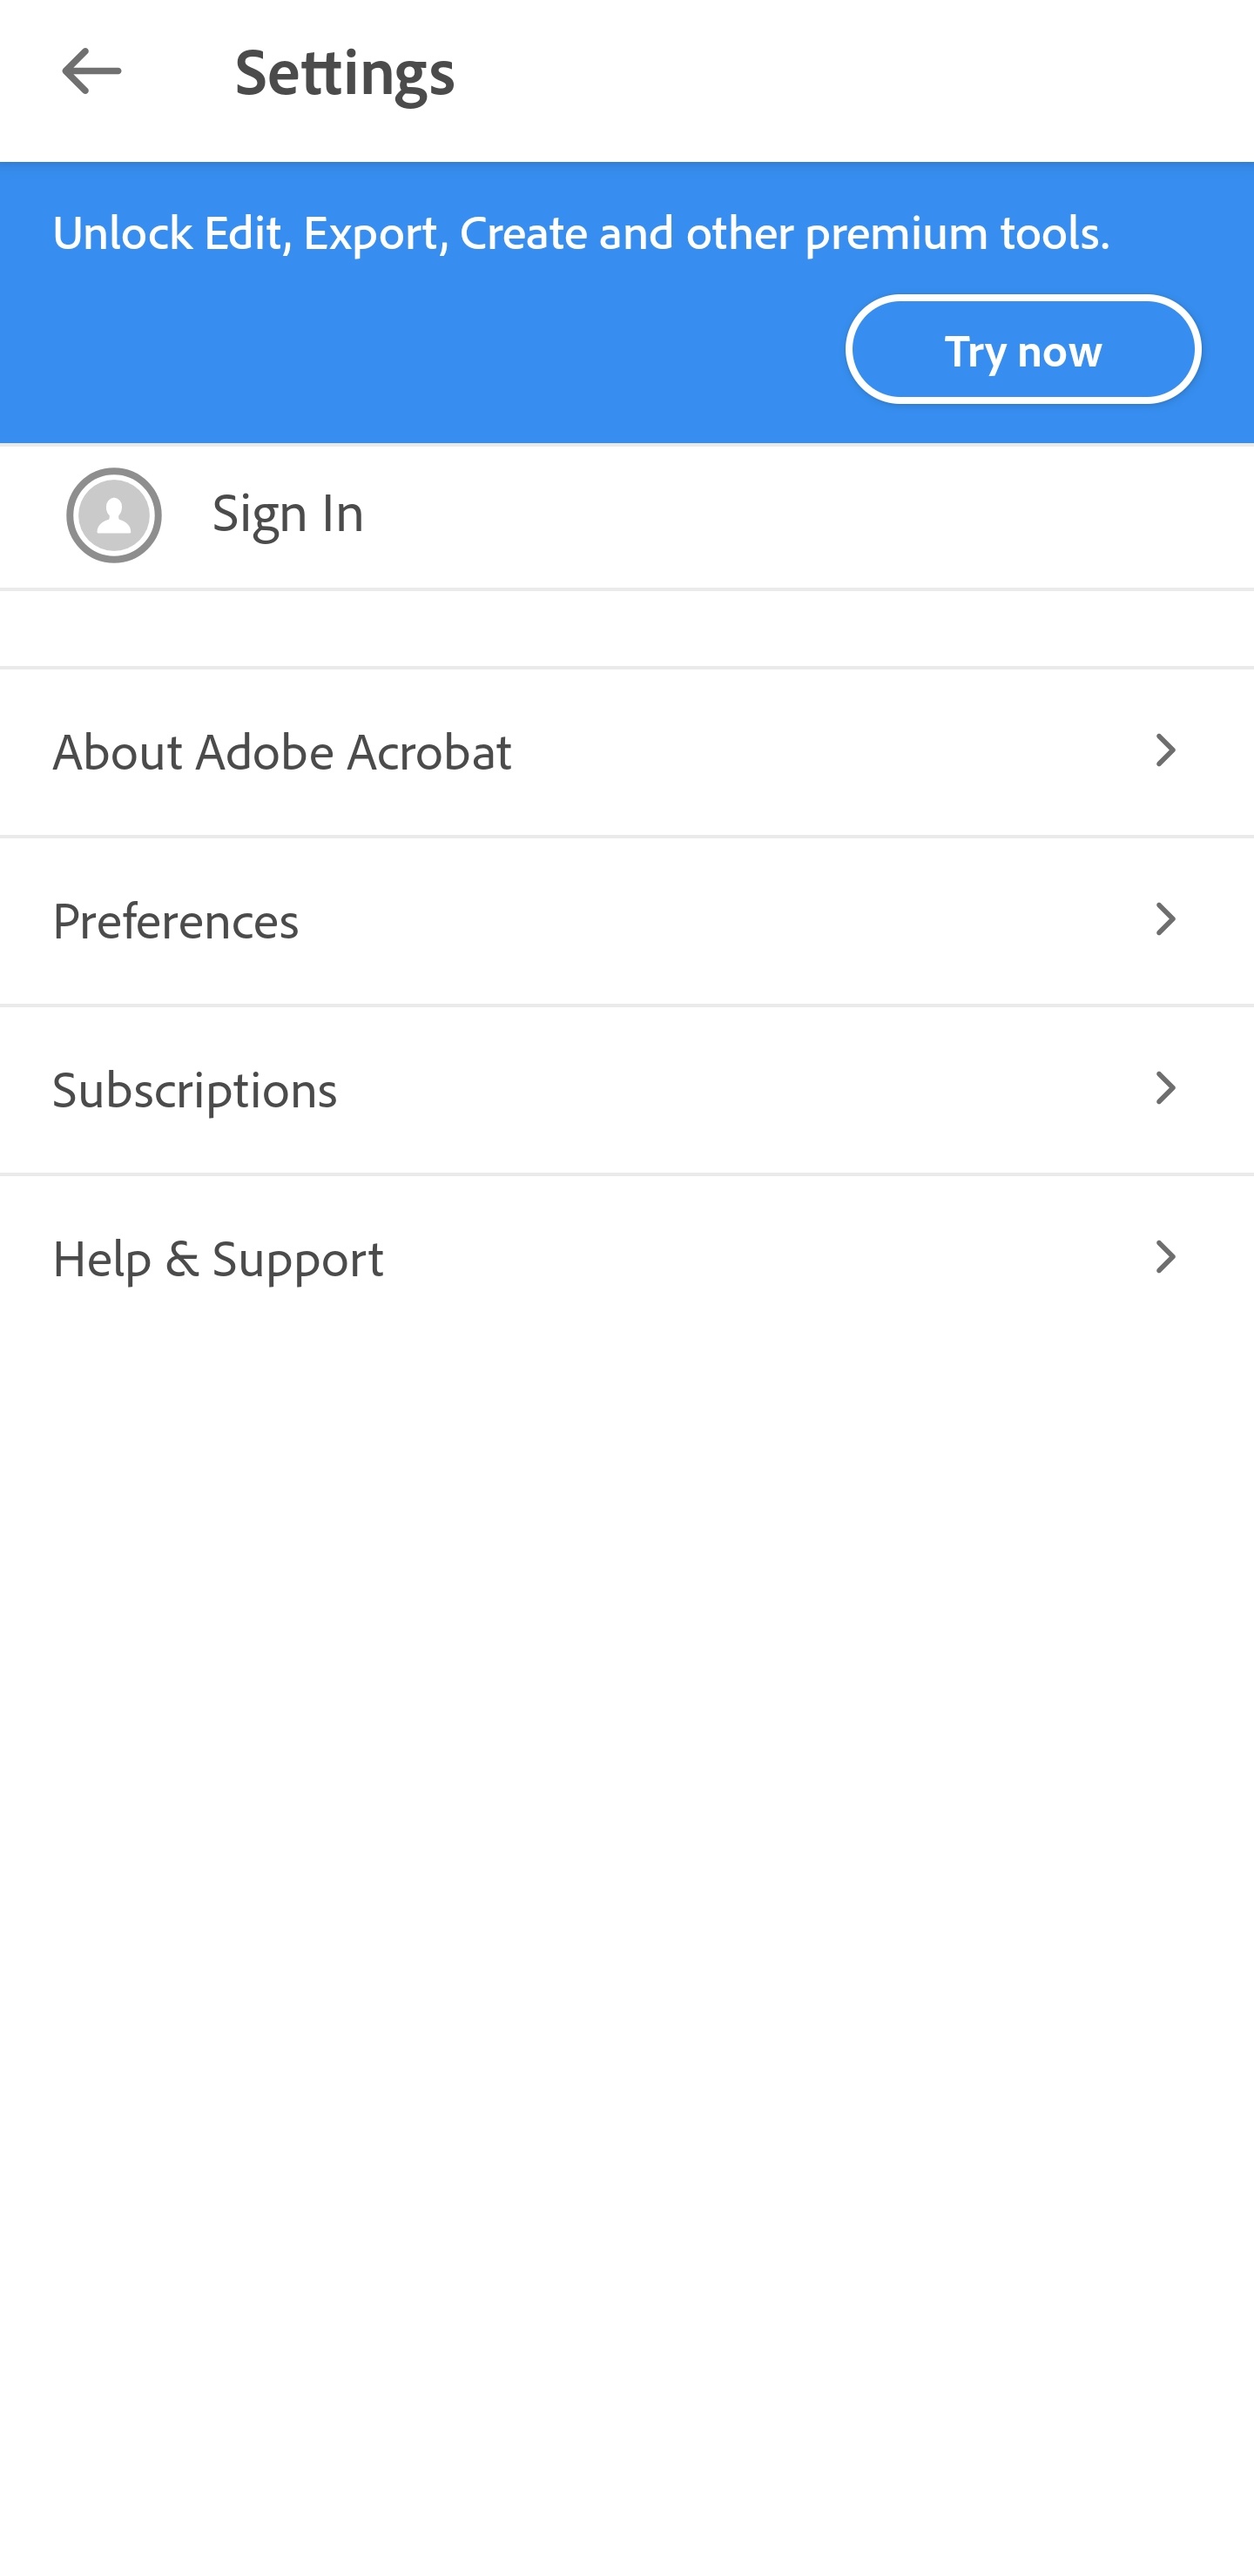 Settings
Unlock Edit, Export, Create and other premium tools.
Try now
Sign In
About Adobe Acrobat
Preferences
Subscriptions
Help & Support